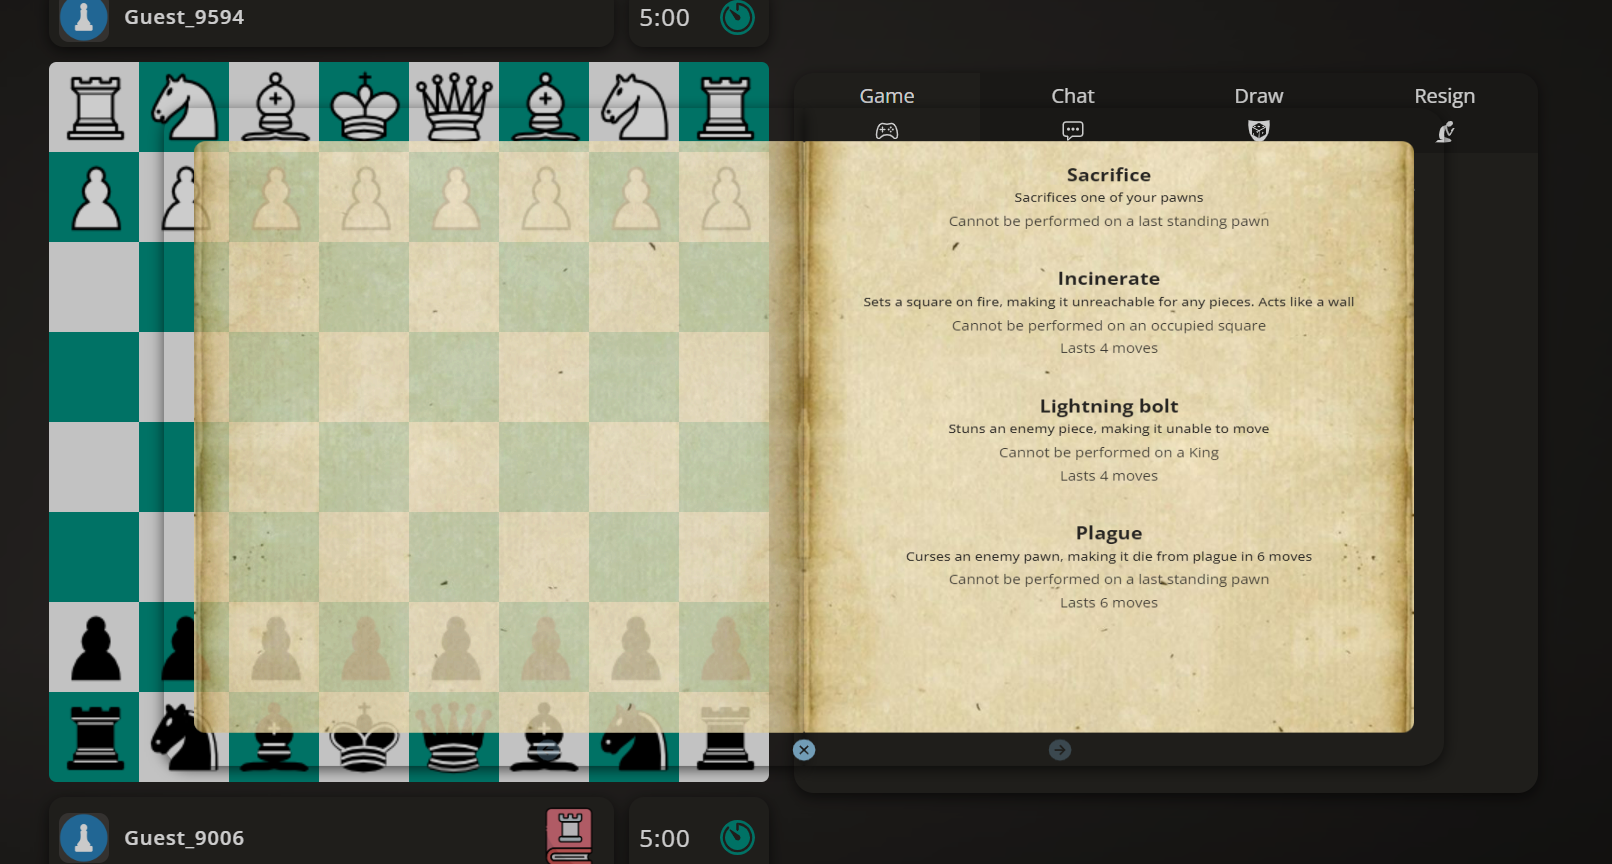 Guest_9594
5:00
Game
Chat
Draw
Resign
Sacrifice
Sacrifices one of your pawns
Cannot be performed on a last standing pawn
Incinerate
Sets a square on fire, making it unreachable for any pieces. Acts like a wall
Cannot be performed on an occupied square
Lasts 4 moves
Lightning bolt
Stuns an enemy piece, making it unable to move
Cannot be performed on a King
Lasts 4 moves
Plague
Curses an enemy pawn, making it die from plague in 6 moves
Cannot be performed on a last standing pawn
Lasts 6 moves
Guest_9006
5:00